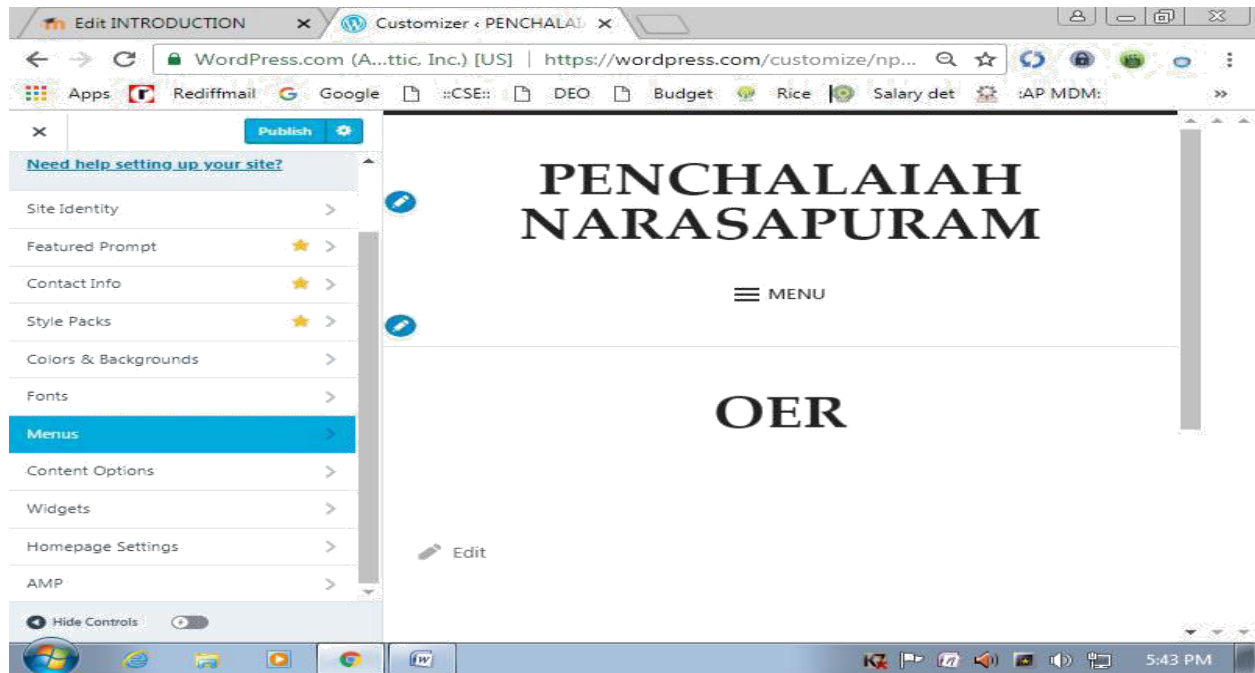 Edit INTRODUCTION
Customizer ‹ PENCHALAI
WordPress.com (A...ttic, Inc.) [US] | https://wordpress.com/customize/np...
Apps Rediffmail Google ::CSE:: DEO Budget Rice Salary det :AP MDM: »
Publish
Need help setting up your site?
Site Identity
Featured Prompt
Contact Info
Style Packs
Colors & Backgrounds
Fonts
Menus
Content Options
Widgets
Homepage Settings
AMP
Hide Controls
PENCHALAIAH
NARASAPURAM
MENU
OER
Edit
5:43 PM